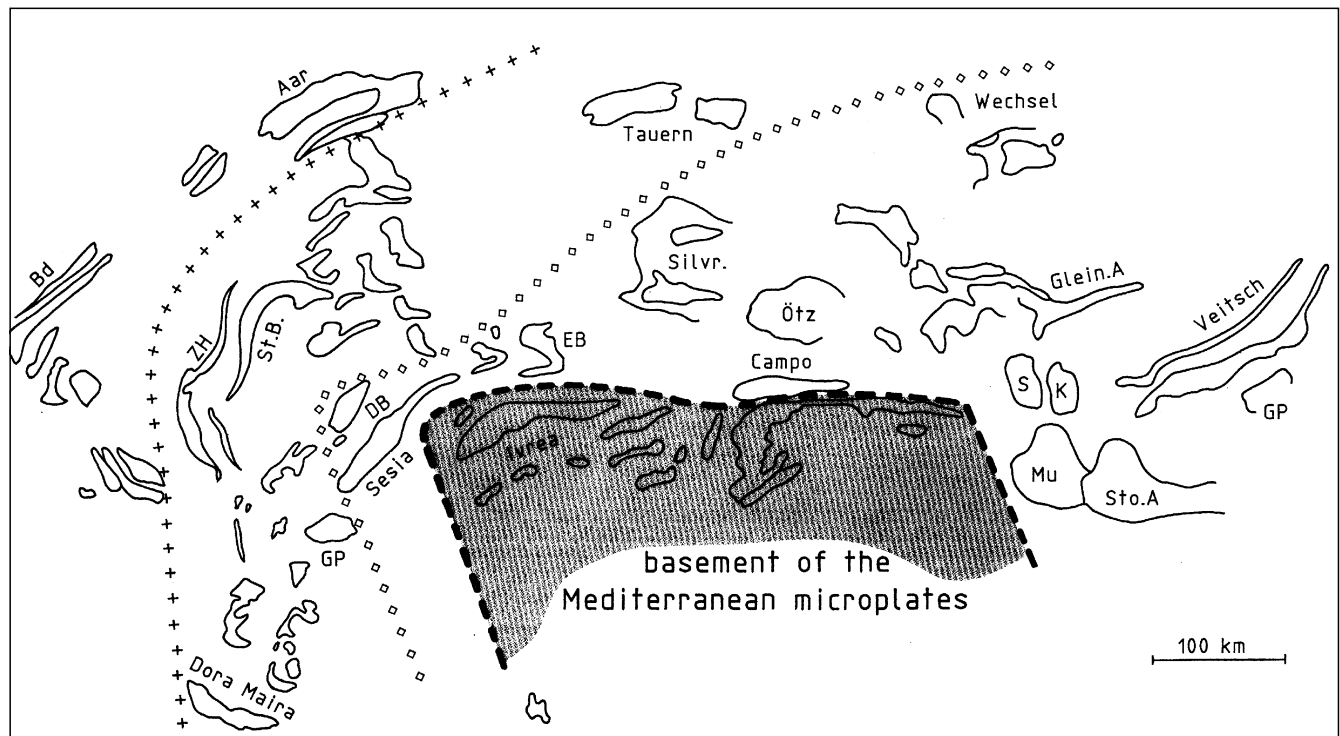 Aar
Wechsel
Tauern
Bd
Silvr.
Glein.A
Veitsch
ZH
St.B.
Ötz
EB
Campo
DB
S
K
GP
Ivrea
Sesia
Mu
Sto.A
GP
basement of the
Mediterranean microplates
100 km
Dora Maira